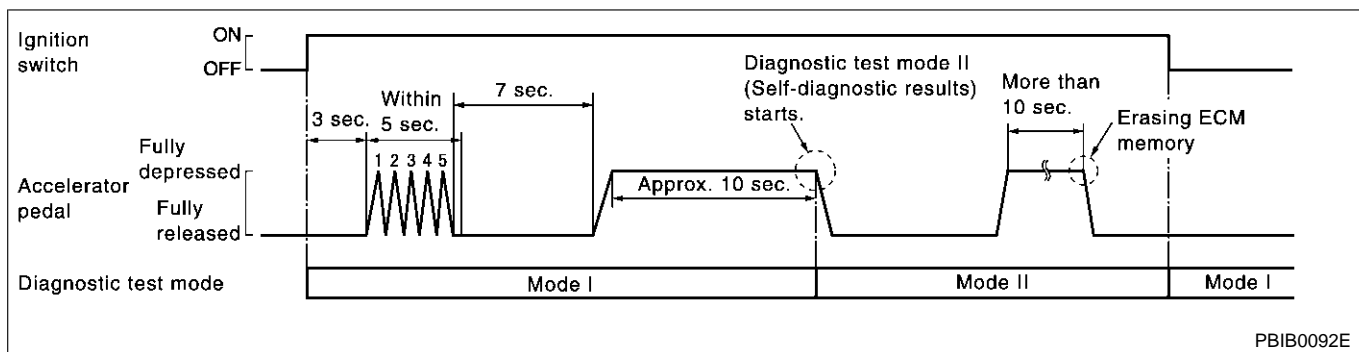 Ignition
switch
ON
OFF
Diagnostic test mode II
(Self-diagnostic results)
starts.
More than
10 sec.
Erasing ECM
memory
7 sec.
Within
5 sec.
3 sec.
1 2 3 4 5
Approx. 10 sec.
Accelerator
pedal
Fully
depressed
Fully
released
Diagnostic test mode
Mode I
Mode II
Mode I
PBIB0092E